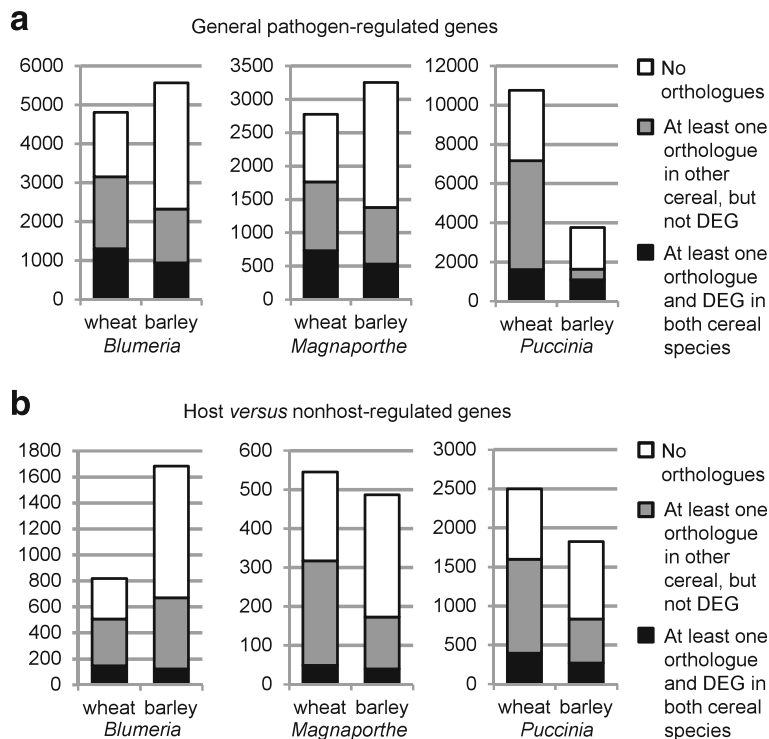 a
General pathogen-regulated genes
6000
5000
4000
3000
2000
1000
0
wheat barley
Blumeria
3500
3000
2500
2000
1500
1000
500
0
wheat barley
Magnaporthe
12000
10000
8000
6000
4000
2000
0
wheat barley
Puccinia
No
orthologues
At least one
orthologue
in other
cereal, but
not DEG
At least one
orthologue
and DEG in
both cereal
species
b
Host versus nonhost-regulated genes
1800
1600
1400
1200
1000
800
600
400
200
0
wheat barley
Blumeria
600
500
400
300
200
100
0
wheat barley
Magnaporthe
3000
2500
2000
1500
1000
500
0
wheat barley
Puccinia
No
orthologues
At least one
orthologue
in other
cereal, but
not DEG
At least one
orthologue
and DEG in
both cereal
species